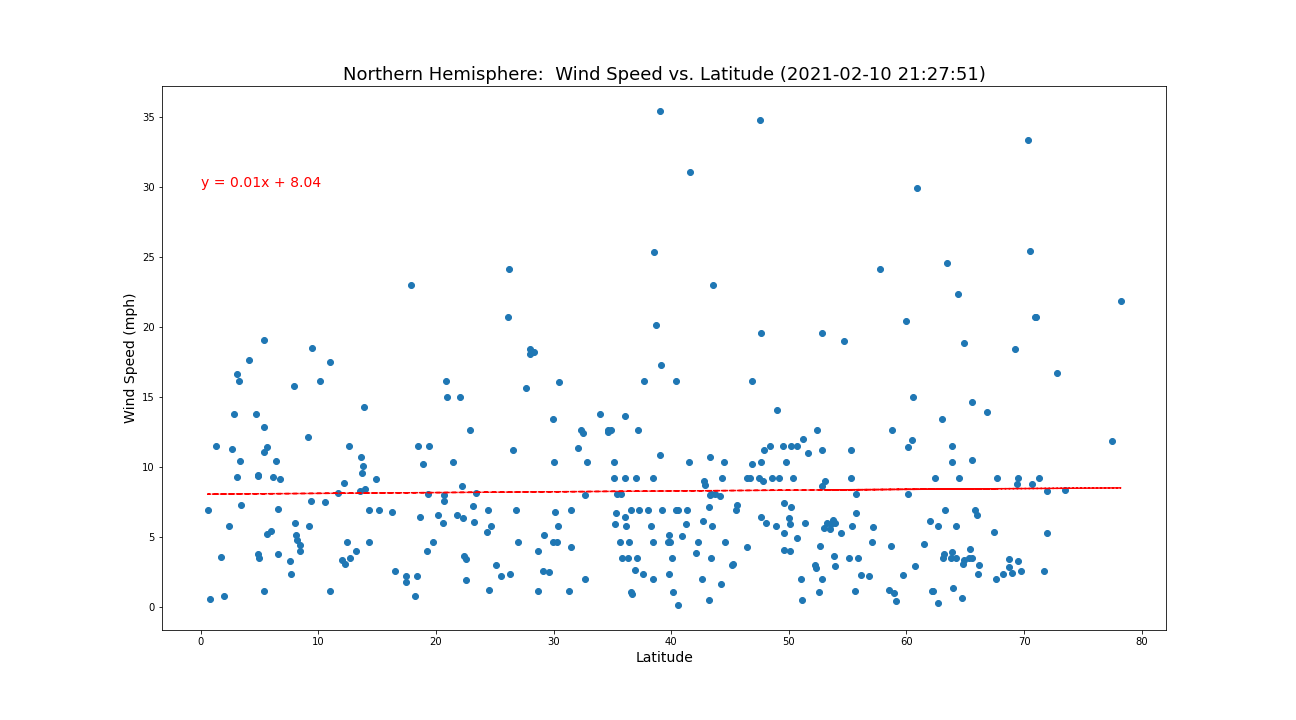 Northern Hemisphere:  Wind Speed vs. Latitude (2021-02-10 21:27:51)
35
30
25
20
15
10
5
0
Wind Speed (mph)
y = 0.01x + 8.04
0 10 20 30 40 50 60 70 80
Latitude